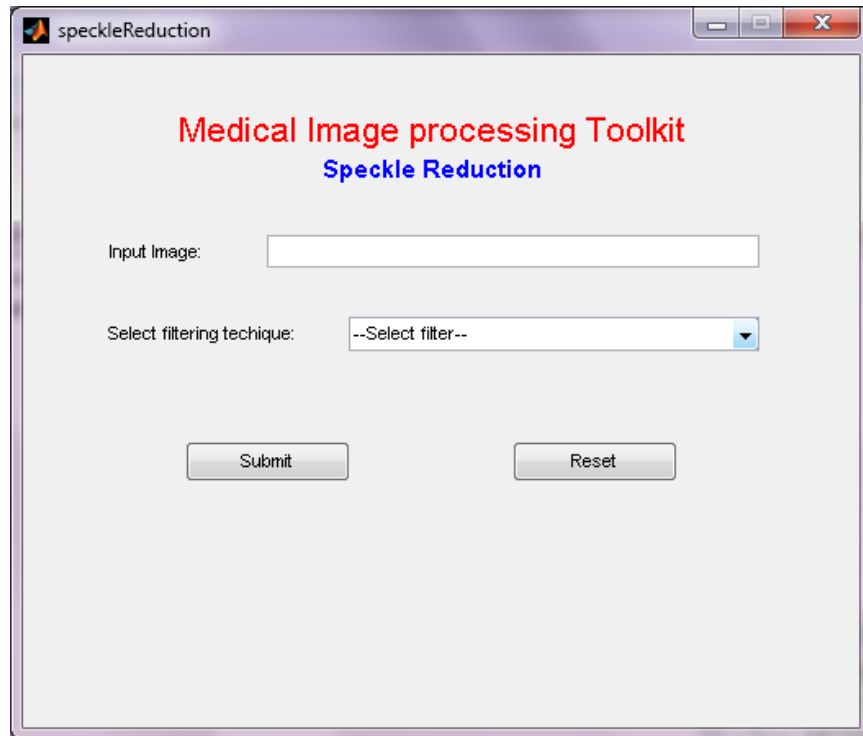 speckleReduction
Medical Image processing Toolkit
Speckle Reduction
Input Image:
Select filtering techique: --Select filter--
Submit Reset